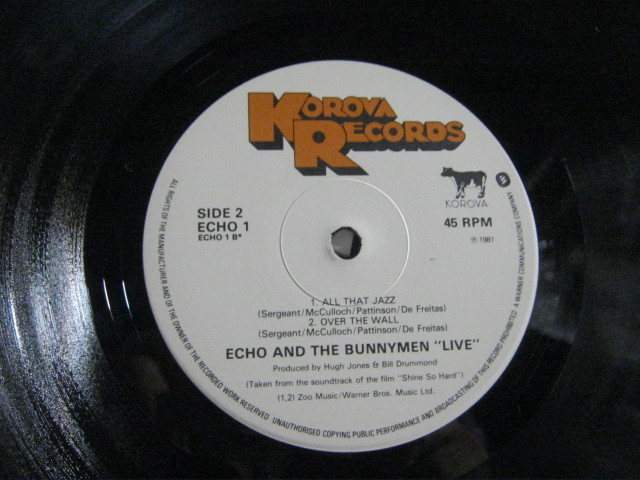 KOROVA
RECORDS
KOROVA
SIDE 2
ECHO 1
ECHO 1 B*
45 RPM
℗ 1981
1. ALL THAT JAZZ
(Sergeant/McCulloch/Pattinson/De Freitas)
2. OVER THE WALL
(Sergeant/McCulloch/Pattinson/De Freitas)
ECHO AND THE BUNNYMEN "LIVE"
Produced by Hugh Jones & Bill Drummond
(Taken from the soundtrack of the film "Shine So Hard")
(1,2) Zoo Music/Warner Bros. Music Ltd.
ALL RIGHTS OF THE MANUFACTURER AND OF THE OWNER OF THE RECORDED WORK RESERVED UNAUTHORISED COPYING PUBLIC PERFORMANCE AND BROADCASTING OF THIS RECORD PROHIBITED A WARNER COMMUNICATIONS COMPANY